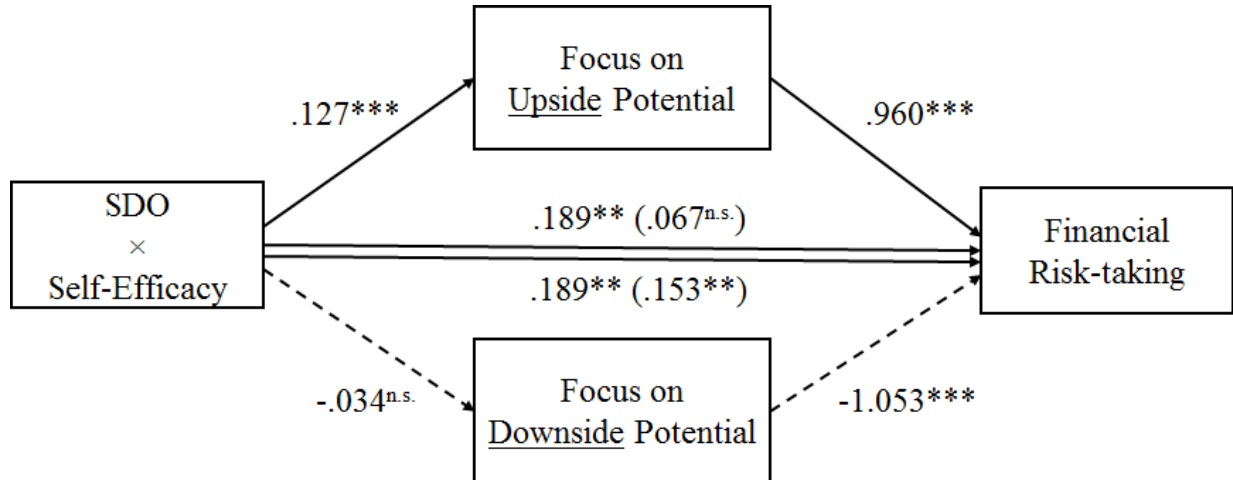 Focus on
Upside Potential
.127***
.960***
SDO
×
Self-Efficacy
.189** (.067n.s.)
.189** (.153**)
Financial
Risk-taking
-.034n.s.
Focus on
Downside Potential
-1.053***